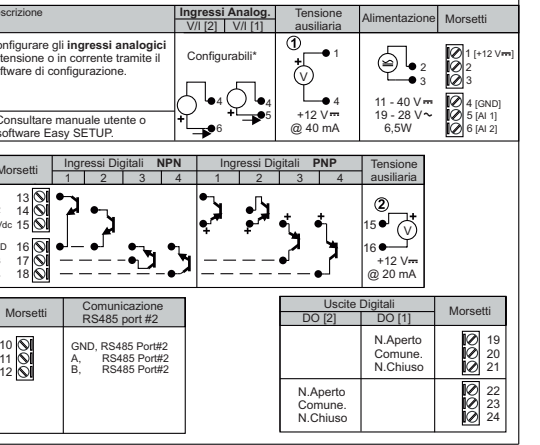 escrizione
Ingressi Analog.
V/I [2] V/I [1]
Tensione
ausiliaria
Alimentazione
Morsetti
onfigurare gli ingressi analogici
tensione o in corrente tramite il
ftware di configurazione.
Consultare manuale utente o
software Easy SETUP.
Configurabili*
+ +
4 4
5
6
1
1
+
V
4
+12 V
@ 40 mA
2
3
11 - 40 V
19 - 28 V~
6,5W
1 [+12 V]
2
3
4 [GND]
5 [AI 1]
6 [AI 2]
Morsetti
Ingressi Digitali NPN
1 2 3 4
Ingressi Digitali PNP
1 2 3 4
Tensione
ausiliaria
13
14
Vdc 15
D 16
17
18
+ + + +
2
15 + V
16
+12 V
@ 20 mA
Morsetti
Comunicazione
RS485 port #2
10
11
12
GND, RS485 Port#2
A, RS485 Port#2
B, RS485 Port#2
Uscite Digitali
DO [2] DO [1]
Morsetti
N.Aperto 19
Comune. 20
N.Chiuso 21
N.Aperto 22
Comune. 23
N.Chiuso 24